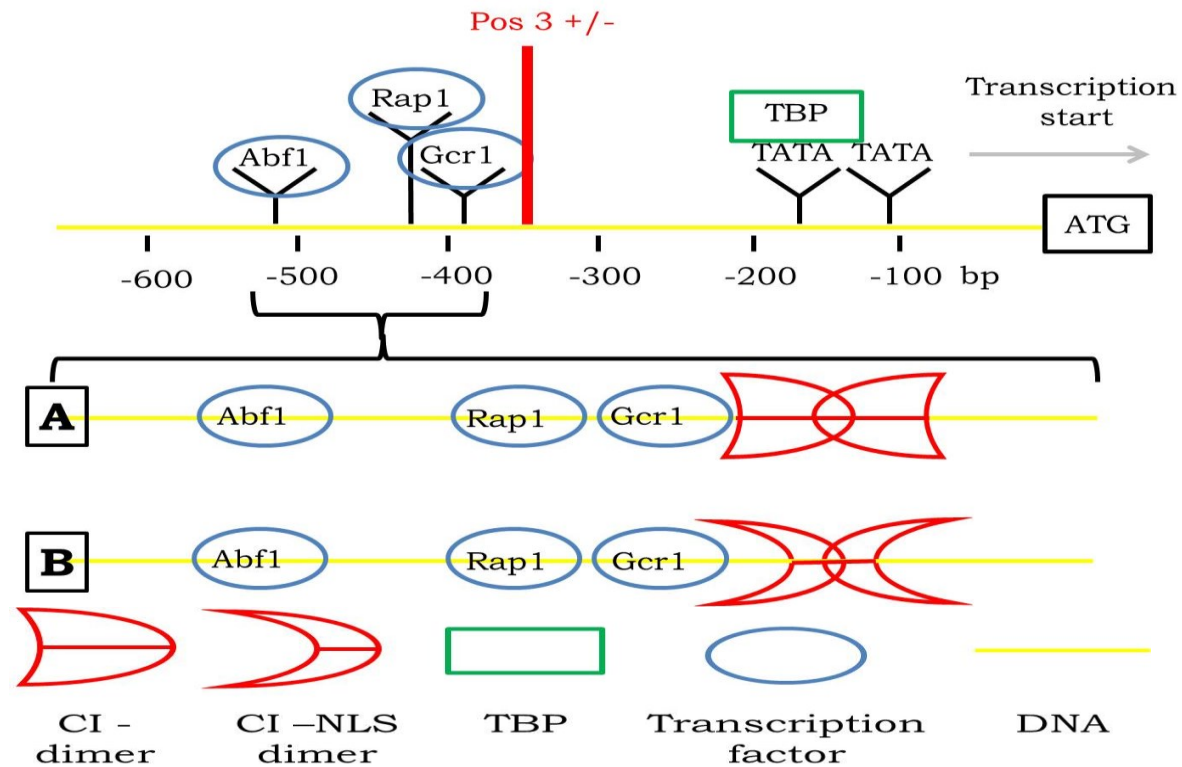 Pos 3 +/-
Rap1
Abf1
Gcr1
TBP
TATA TATA
Transcription
start
ATG
-600 -500 -400 -300 -200 -100 bp
A Abf1 Rap1 Gcr1
B Abf1 Rap1 Gcr1
CI - CI –NLS TBP Transcription DNA
dimer dimer factor